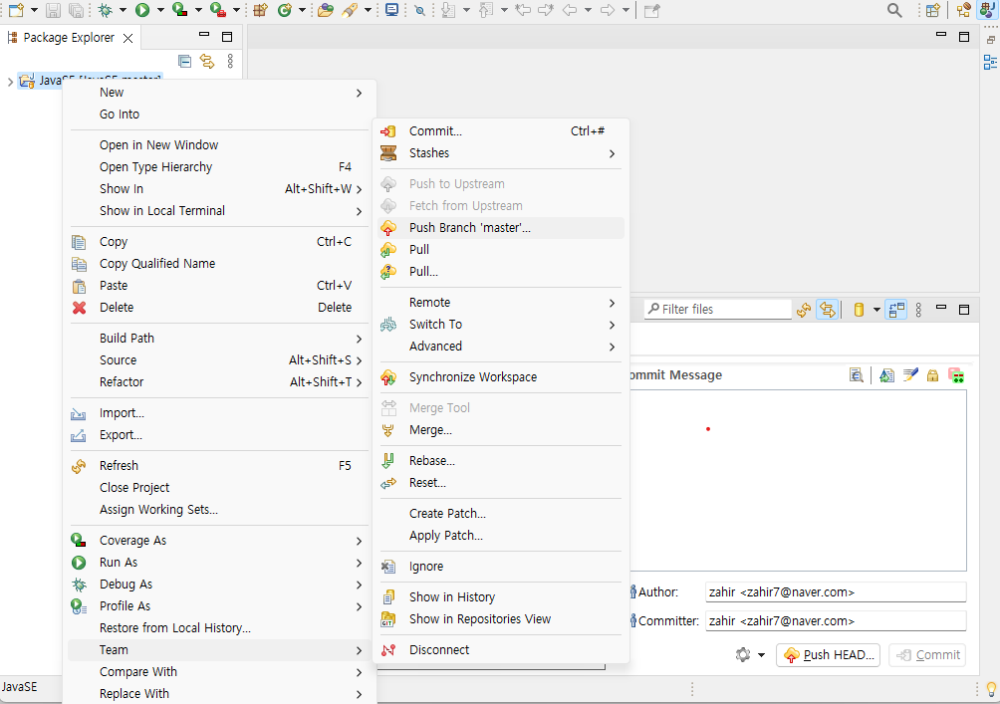 Package Explorer
JavaSE [JavaSE master]
New
Go Into
Open in New Window
Open Type Hierarchy F4
Show In Alt+Shift+W
Show in Local Terminal
Copy Ctrl+C
Copy Qualified Name
Paste Ctrl+V
Delete Delete
Build Path
Source Alt+Shift+S
Refactor Alt+Shift+T
Import...
Export...
Refresh F5
Close Project
Assign Working Sets...
Coverage As
Run As
Debug As
Profile As
Restore from Local History...
Team
Compare With
Replace With
Commit... Ctrl+#
Stashes
Push to Upstream
Fetch from Upstream
Push Branch 'master'...
Pull
Pull...
Remote
Switch To
Advanced
Synchronize Workspace
Merge Tool
Merge...
Rebase...
Reset...
Create Patch...
Apply Patch...
Ignore
Show in History
GIT
Show in Repositories View
Disconnect
Filter files
ommit Message
Author: zahir <zahir7@naver.com>
Committer: zahir <zahir7@naver.com>
Push HEAD... Commit
JavaSE